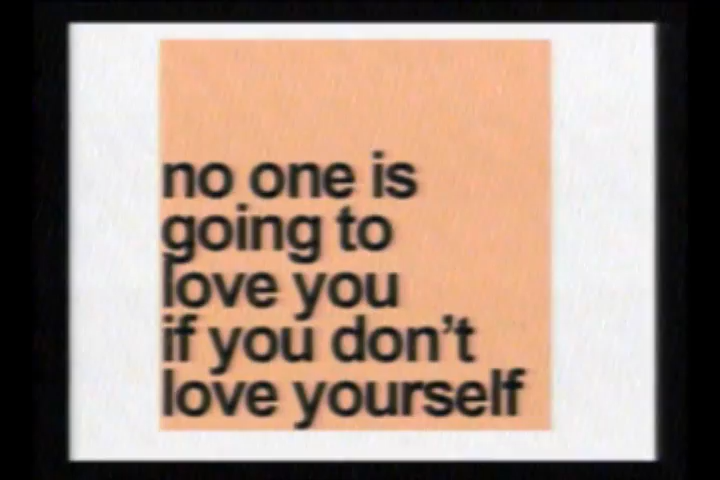 no one is
going to
love you
if you don't
love yourself